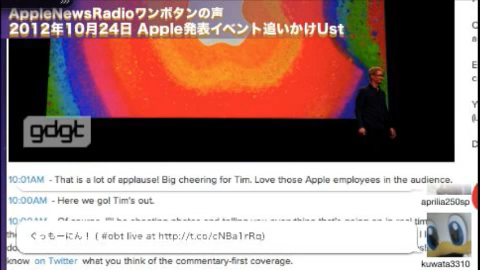 AppleNewsRadioワンボタンの声
2012年10月24日 Apple発表イベント追いかけUst
gdgt
10:01AM - That is a lot of applause! Big cheering for Tim. Love those Apple employees in the audience.
10:00AM - Here we go! Tim's out.
aprilia250sp
ぐっもーにん！ ( #obt live at http://t.co/cNBa1rRq)
know on Twitter what you think of the commentary-first coverage.
kuwata3310